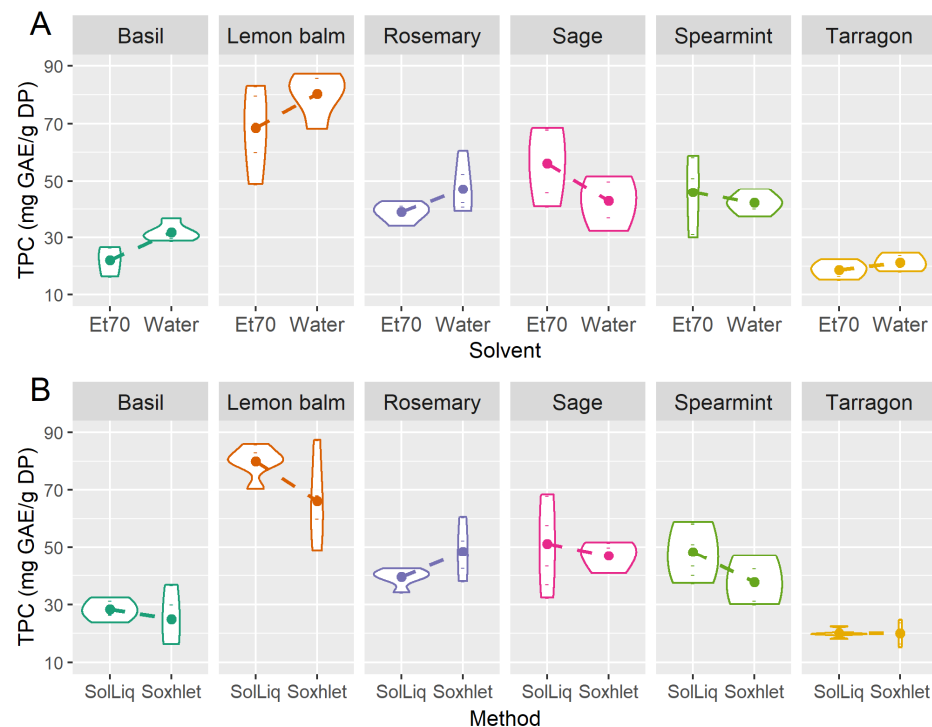 A
Basil Lemon balm Rosemary Sage Spearmint Tarragon
TPC (mg GAE/g DP)
90
70
50
30
10
Et70 Water Et70 Water Et70 Water Et70 Water Et70 Water Et70 Water
Solvent
B
Basil Lemon balm Rosemary Sage Spearmint Tarragon
TPC (mg GAE/g DP)
90
70
50
30
10
SolLiq Soxhlet SolLiq Soxhlet SolLiq Soxhlet SolLiq Soxhlet SolLiq Soxhlet SolLiq Soxhlet
Method